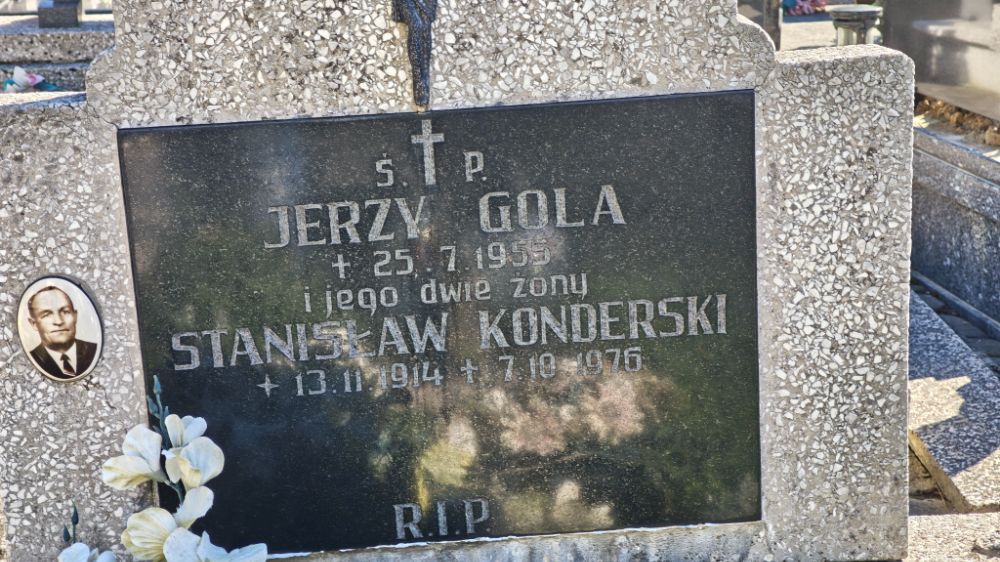 Ś. P.
JERZY GOLA
+ 25.7 1955
i jego dwie żony
STANISŁAW KONDERSKI
+ 13.11 1914 + 7.10 1976
R.I.P